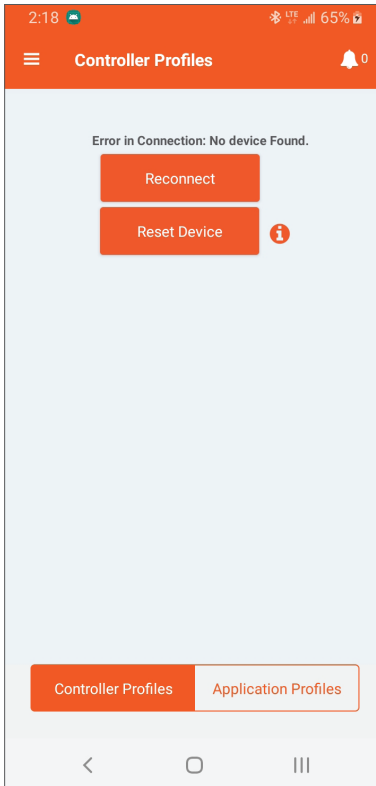 2:18 LTE 65%
Controller Profiles 0
Error in Connection: No device Found.
Reconnect
Reset Device
Controller Profiles Application Profiles